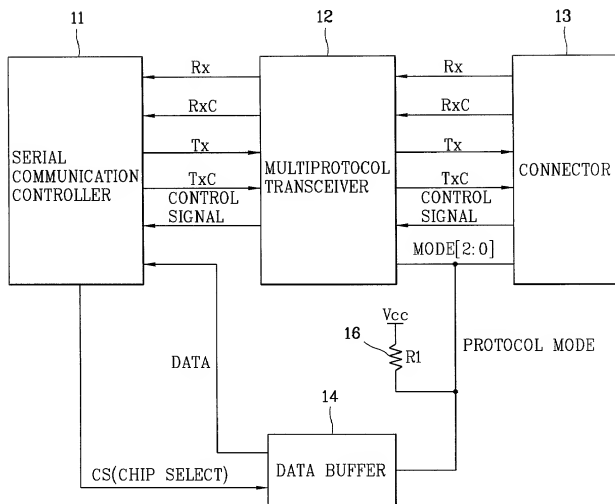 11
12
13
Rx
Rx
RxC
RxC
Tx
Tx
SERIAL
COMMUNICATION
CONTROLLER
MULTIPROTOCOL
TRANSCEIVER
CONNECTOR
TxC
TxC
CONTROL
SIGNAL
CONTROL
SIGNAL
MODE[2:0]
Vcc
16
R1
PROTOCOL MODE
DATA
14
DATA BUFFER
CS(CHIP SELECT)